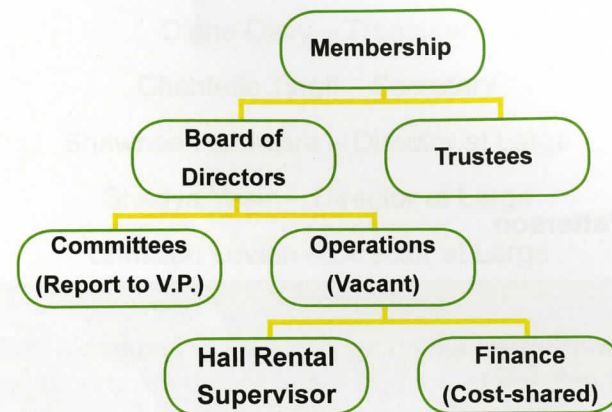 Membership
Board of
Directors
Trustees
Committees
(Report to V.P.)
Operations
(Vacant)
Hall Rental
Supervisor
Finance
(Cost-shared)